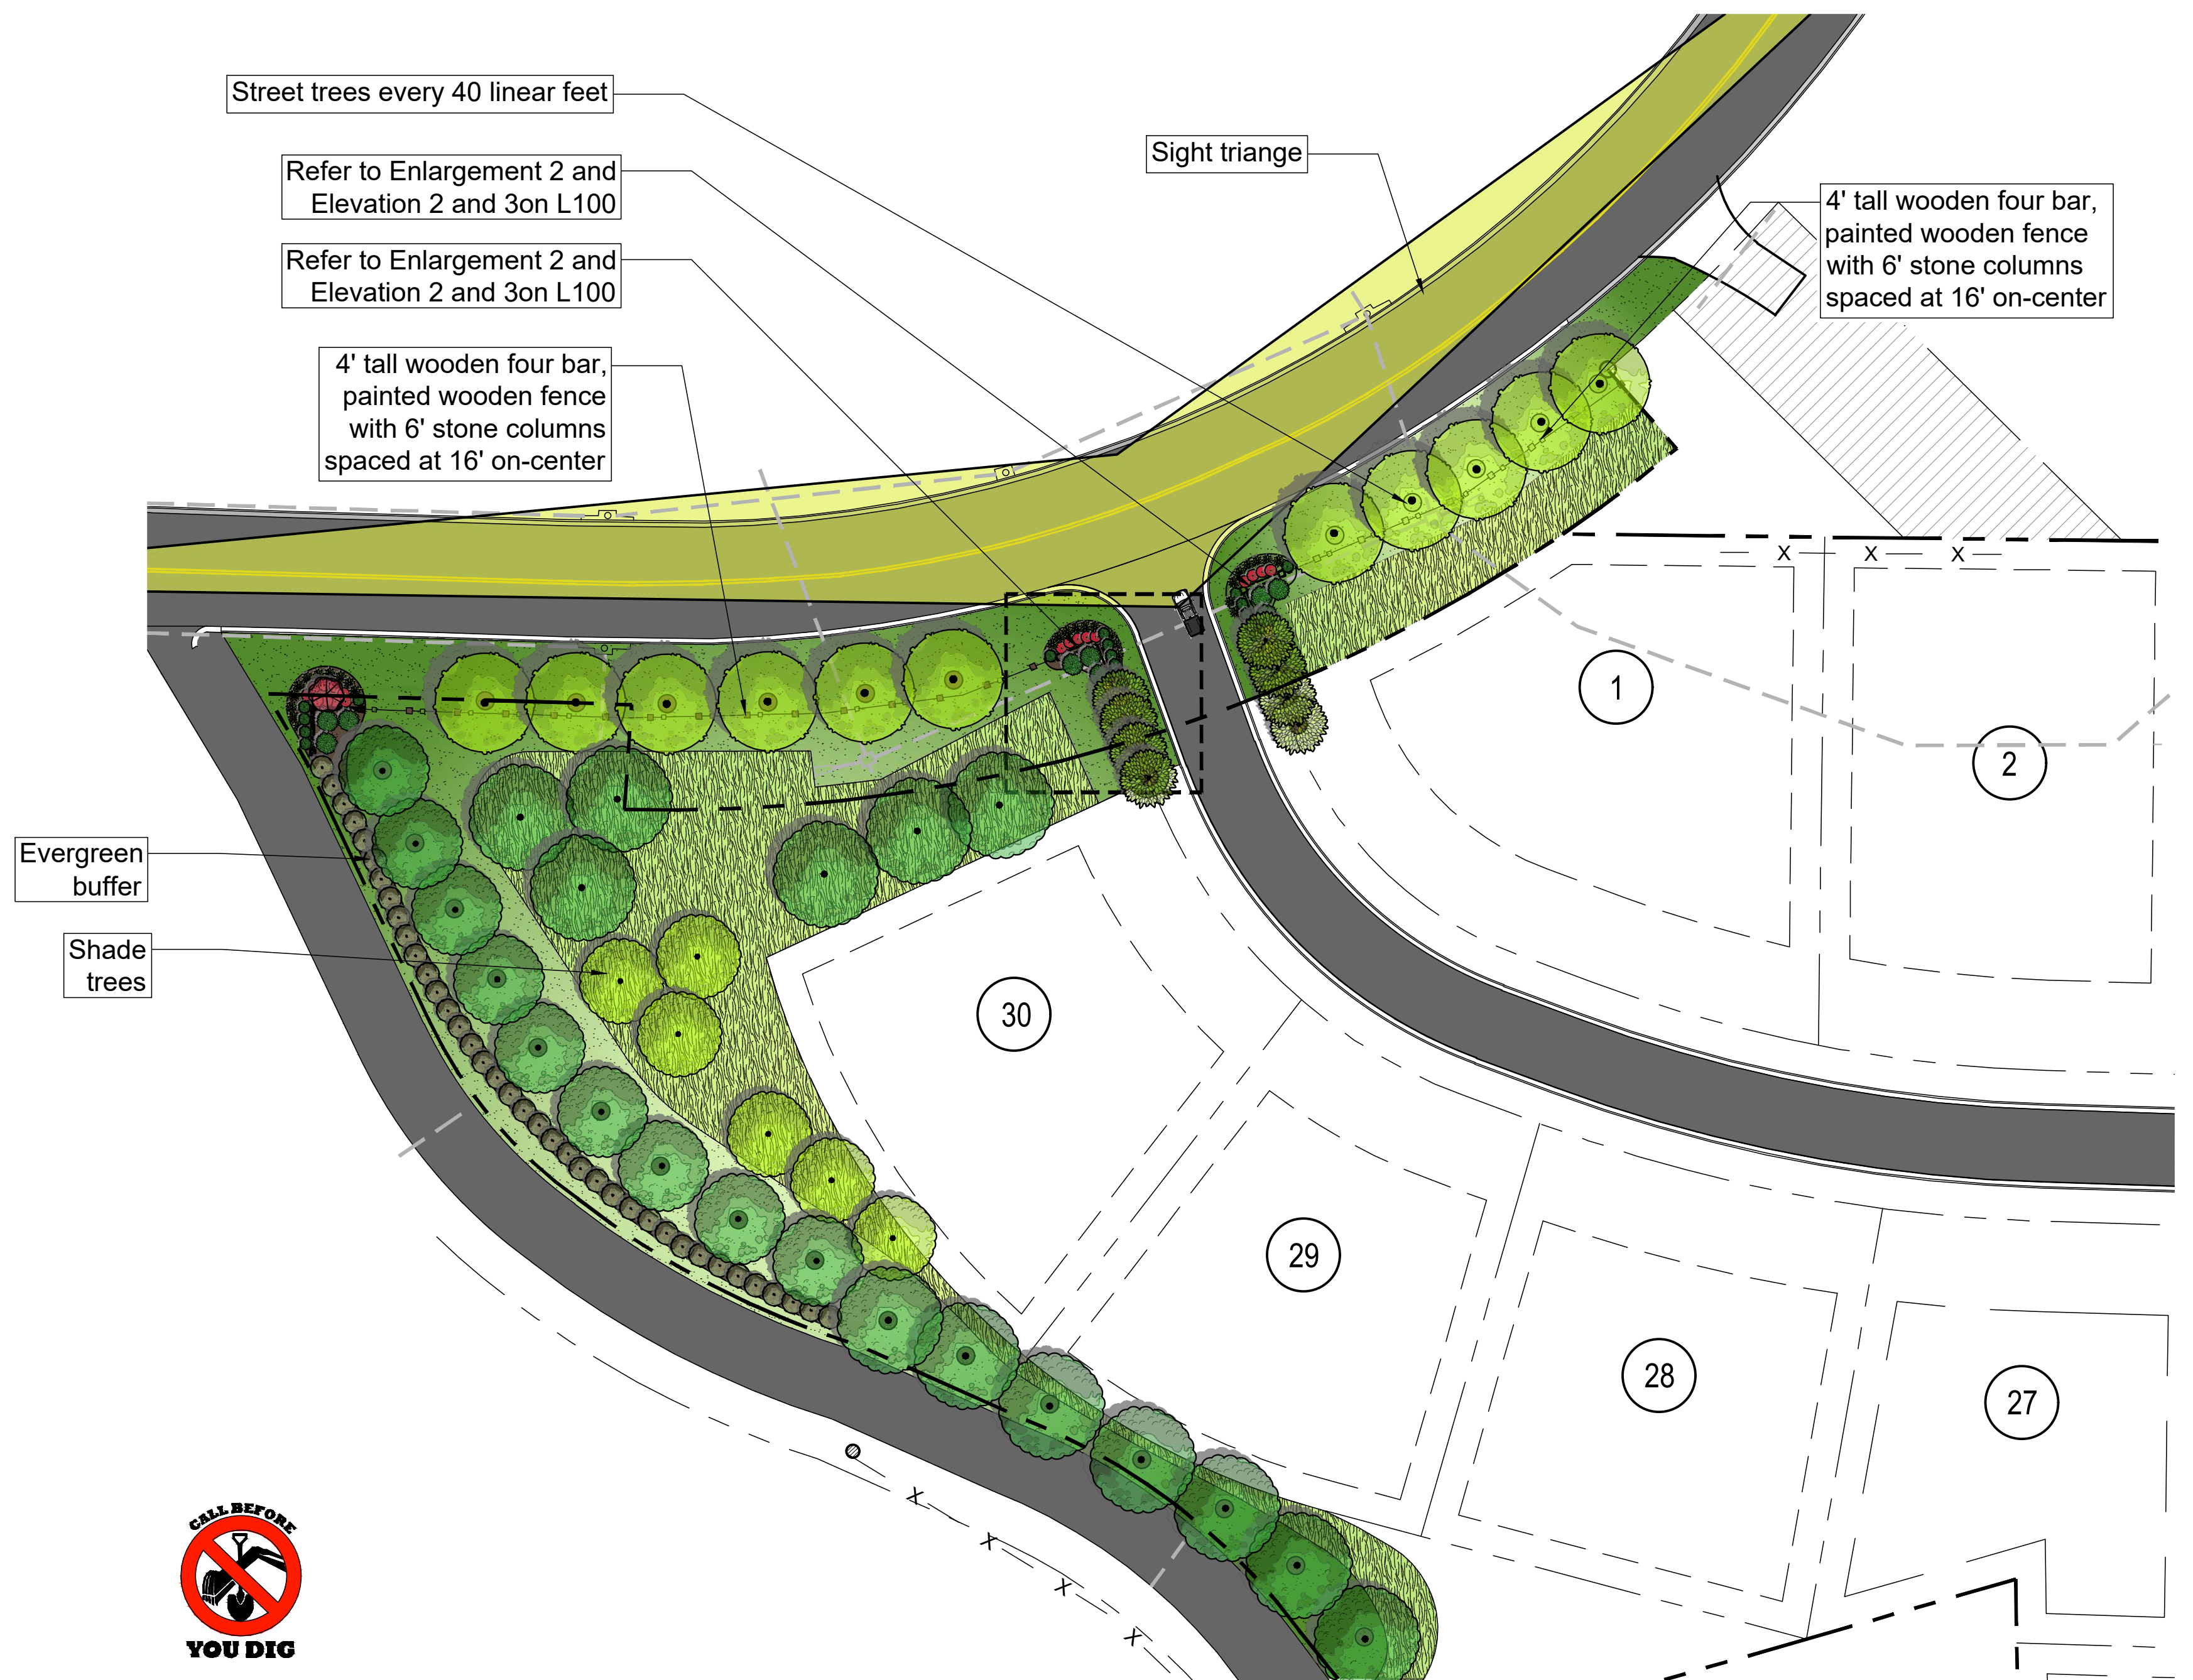 Street trees every 40 linear feet
Refer to Enlargement 2 and
Elevation 2 and 3on L100
Refer to Enlargement 2 and
Elevation 2 and 3on L100
4' tall wooden four bar,
painted wooden fence
with 6' stone columns
spaced at 16' on-center
Sight triange
4' tall wooden four bar,
painted wooden fence
with 6' stone columns
spaced at 16' on-center
X X X
1
2
Evergreen
buffer
Shade
trees
30
29
28
27
X
X
X
X
CALL BEFORE
YOU DIG